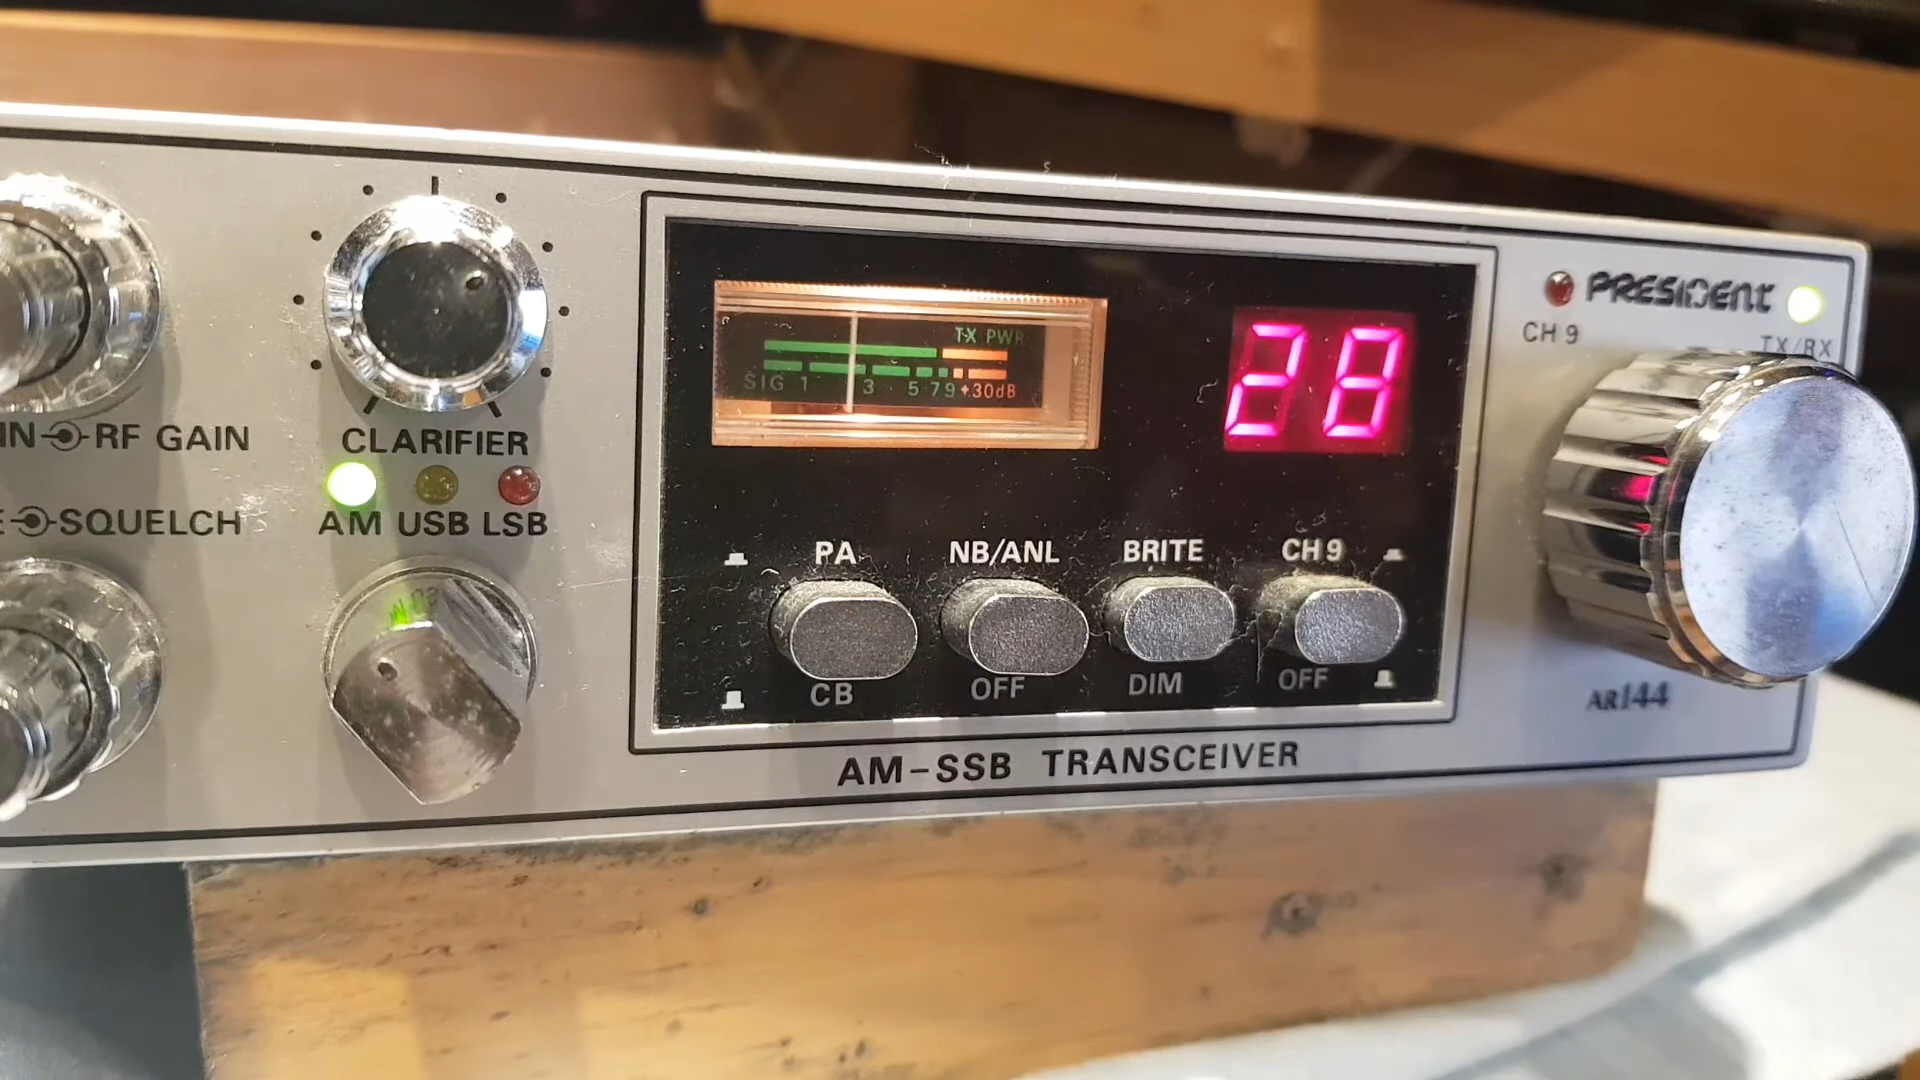 PRESIDENT
CH 9
TX/RX
TX PWR
SIG 1 3 5 7 9 +30dB
28
IN RF GAIN
CLARIFIER
E SQUELCH
AM USB LSB
PA NB/ANL BRITE CH 9
CB OFF DIM OFF
AR144
AM-SSB TRANSCEIVER